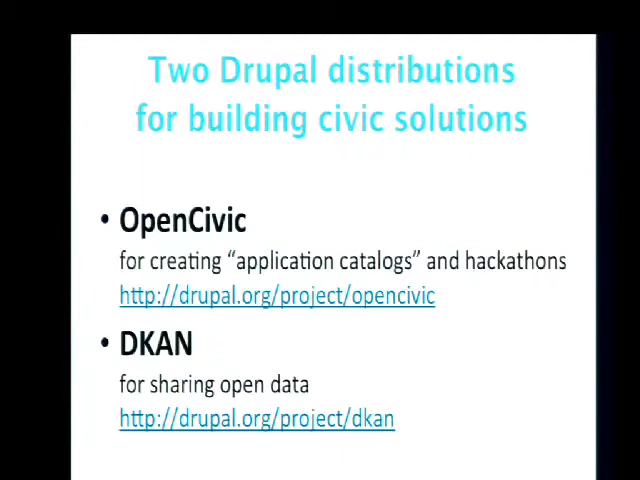 Two Drupal distributions
for building civic solutions
• OpenCivic
for creating “application catalogs” and hackathons
http://drupal.org/project/opencivic
• DKAN
for sharing open data
http://drupal.org/project/dkan